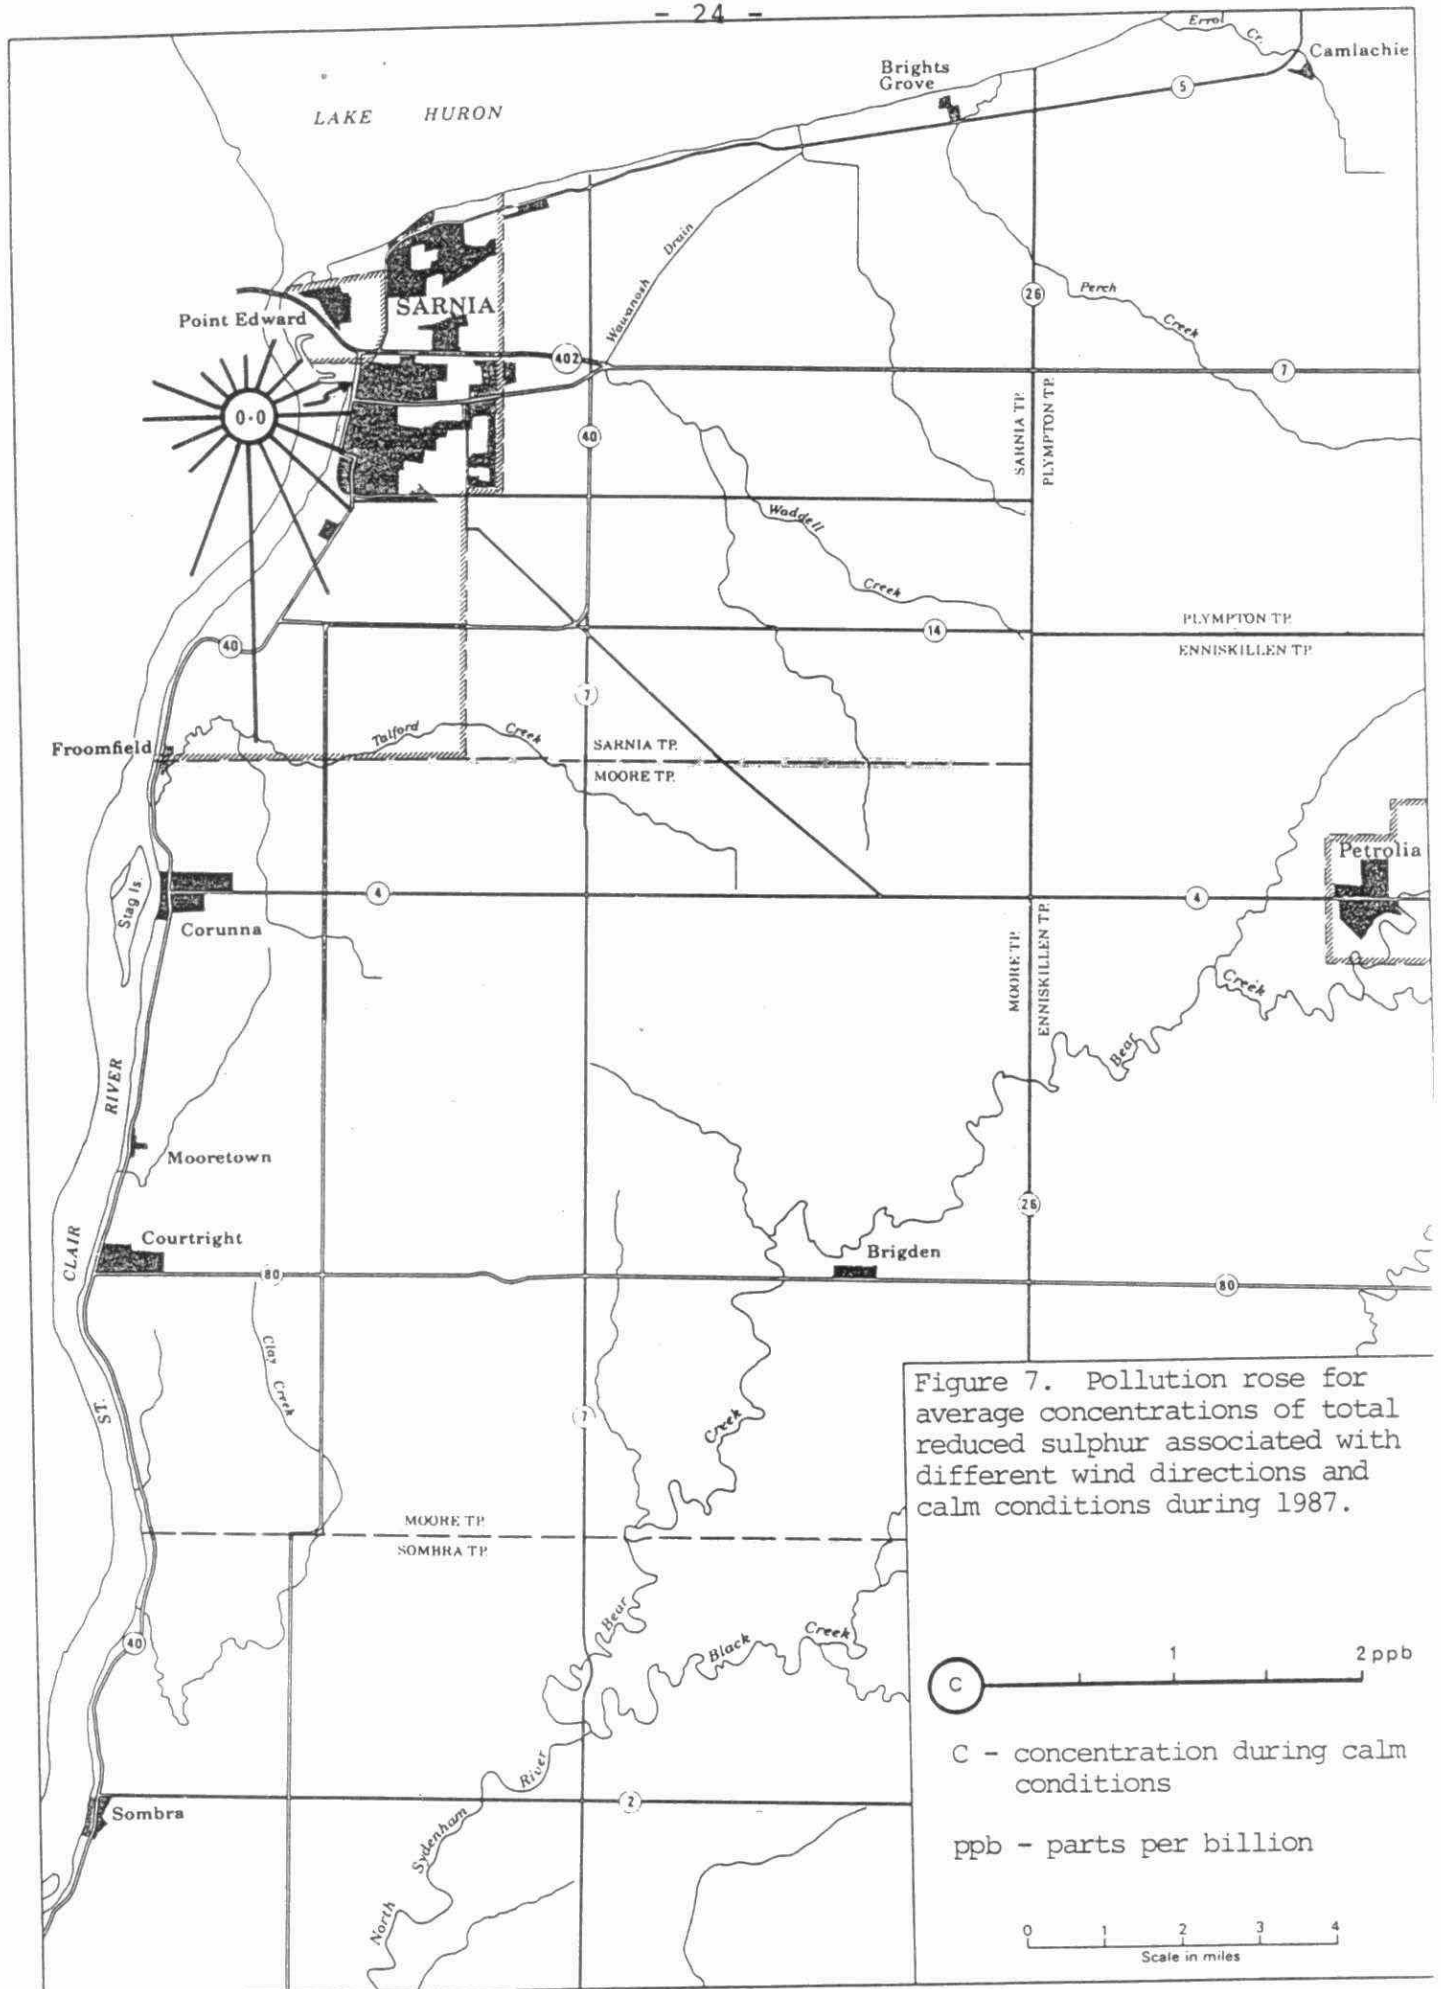 - 24 -
Errol
Cr.
Camlachie
Brights
Grove
5
LAKE HURON
Wawanosh Drain
SARNIA
Point Edward
26
Perch
Creek
402
7
0-0
SARNIA TP.
PLYMPTON TP.
40
Waddell
Creek
14
PLYMPTON TP.
ENNISKILLEN TP.
40
7
Froomfield
Talford Creek
SARNIA TP.
MOORE TP.
Petrolia
Stag Is.
4
4
Corunna
MOORE TP.
ENNISKILLEN TP.
Creek
Bear
RIVER
Mooretown
26
CLAIR
Courtright
Brigden
80
80
Clay Creek
ST.
7
Creek
Figure 7. Pollution rose for
average concentrations of total
reduced sulphur associated with
different wind directions and
calm conditions during 1987.
MOORE TP.
SOMBRA TP.
Bear
40
Black
Creek
1 2 ppb
C
C - concentration during calm
conditions
River
2
Sombra
Sydenham
ppb - parts per billion
North
0 1 2 3 4
Scale in miles